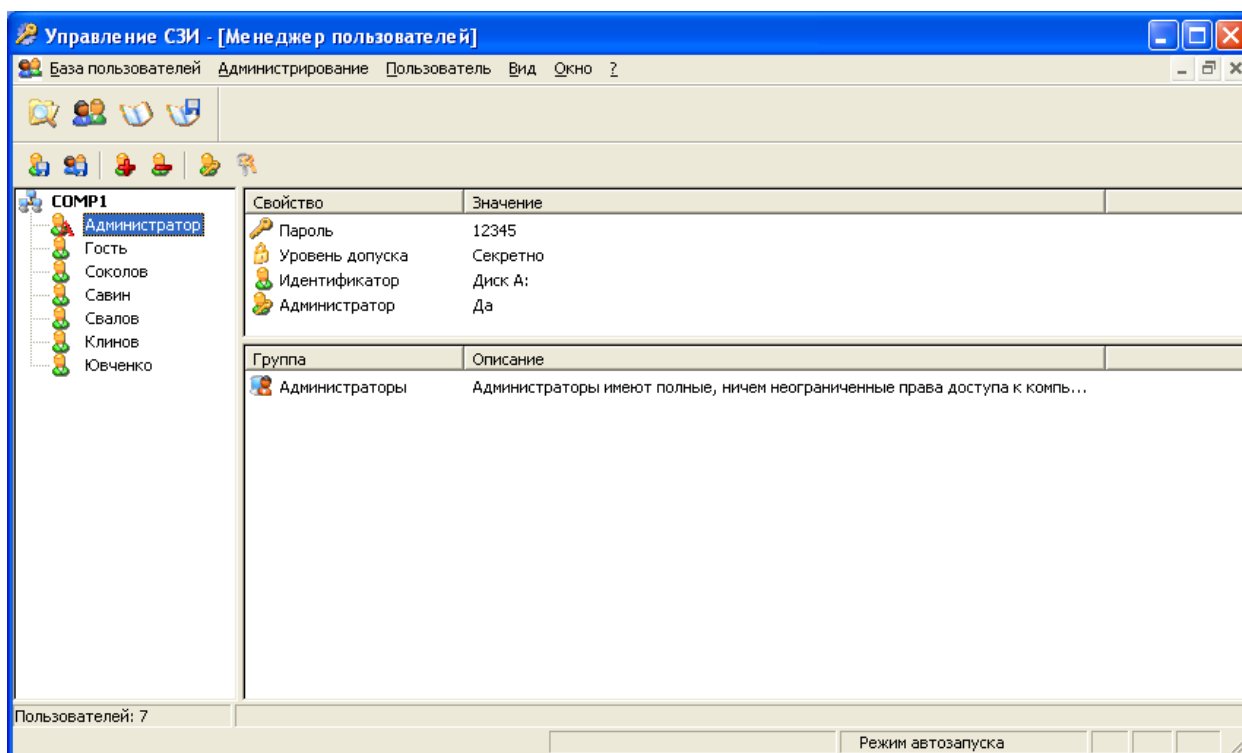 Управление СЗИ - [Менеджер пользователей]
База пользователей Администрирование Пользователь Вид Окно ?
COMP1
Администратор
Гость
Соколов
Савин
Свалов
Клинов
Ювченко
Свойство Значение
Пароль 12345
Уровень допуска Секретно
Идентификатор Диск A:
Администратор Да
Группа Описание
Администраторы Администраторы имеют полные, ничем неограниченные права доступа к компь...
Пользователей: 7
Режим автозапуска